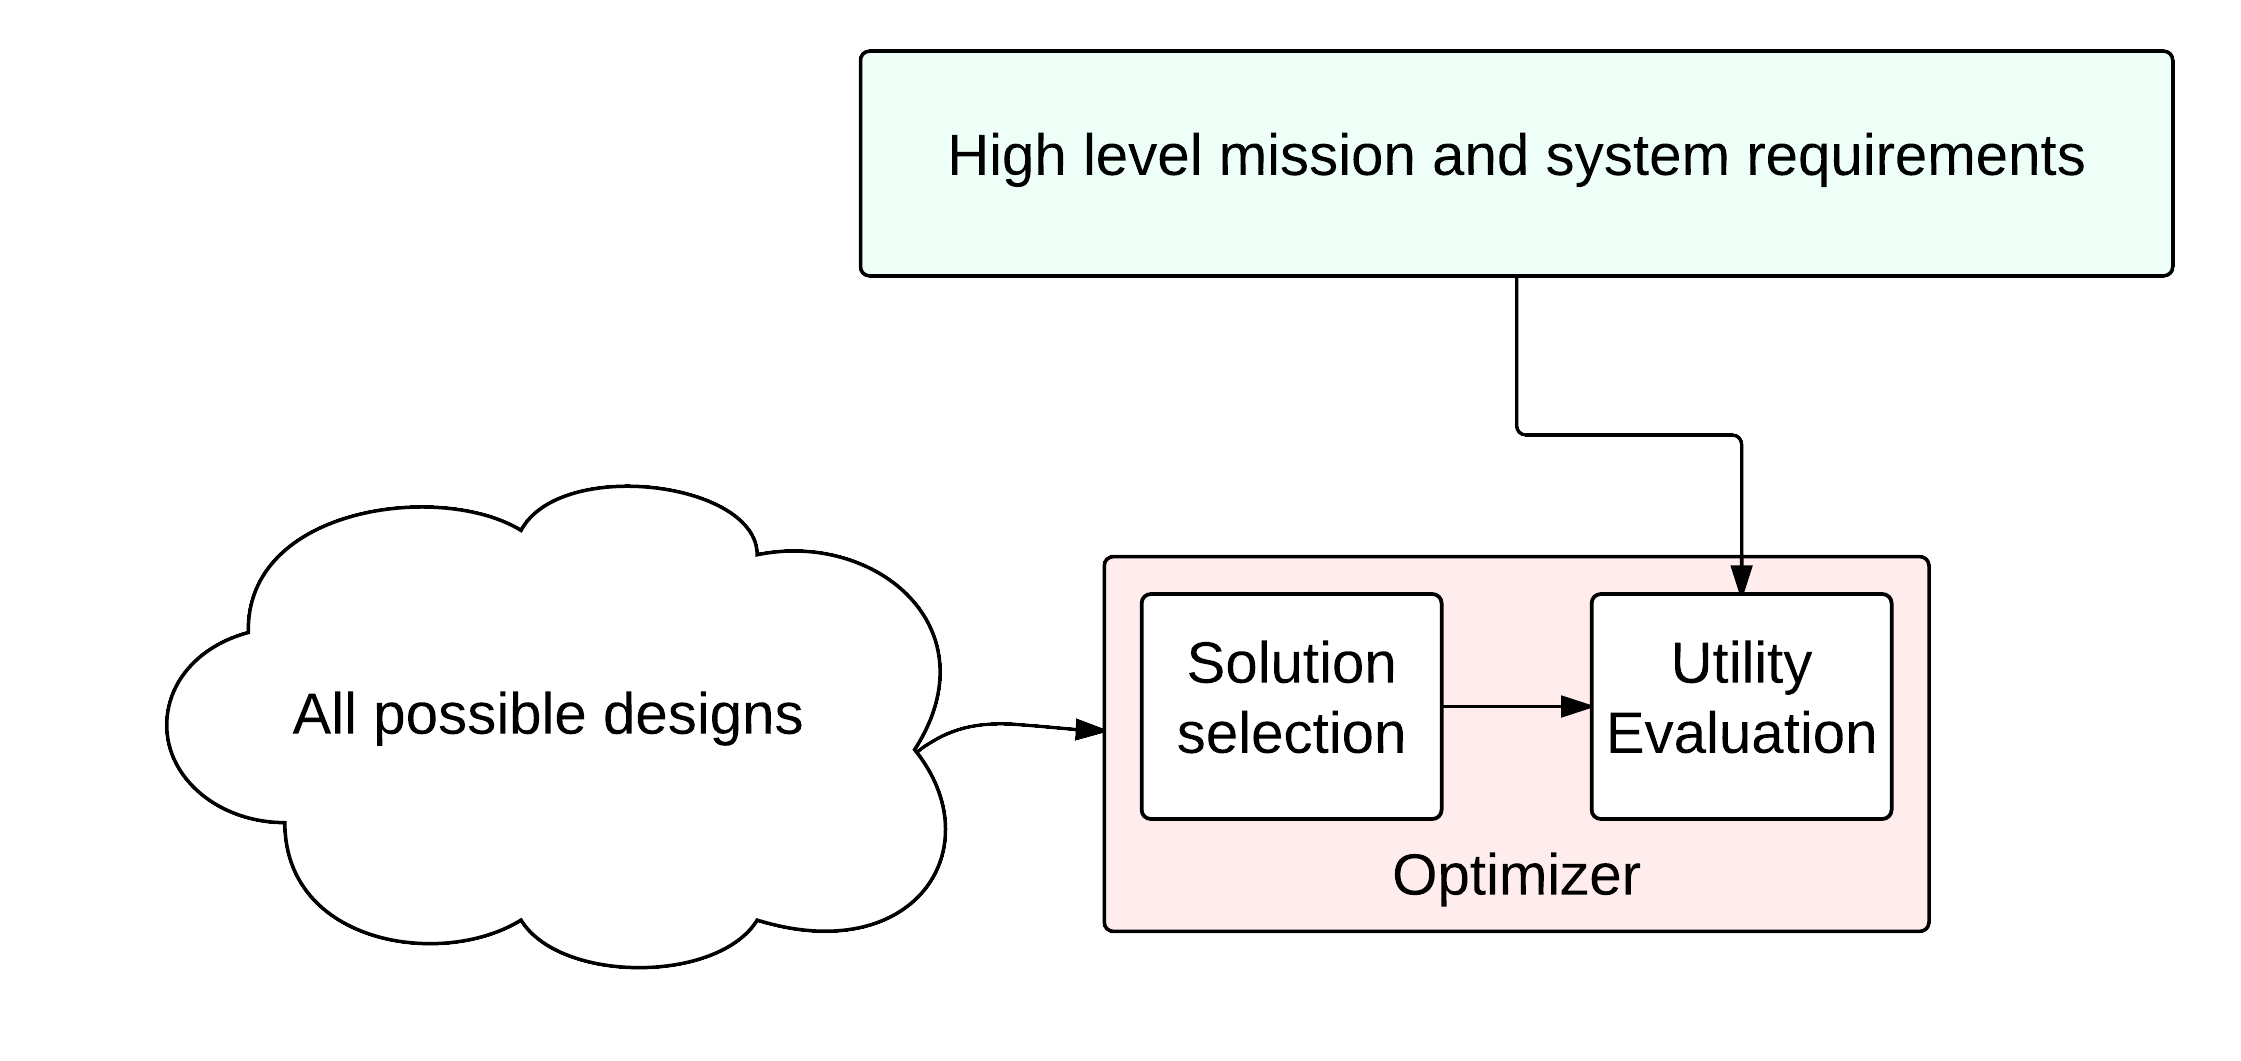 High level mission and system requirements
All possible designs
Solution
selection
Utility
Evaluation
Optimizer